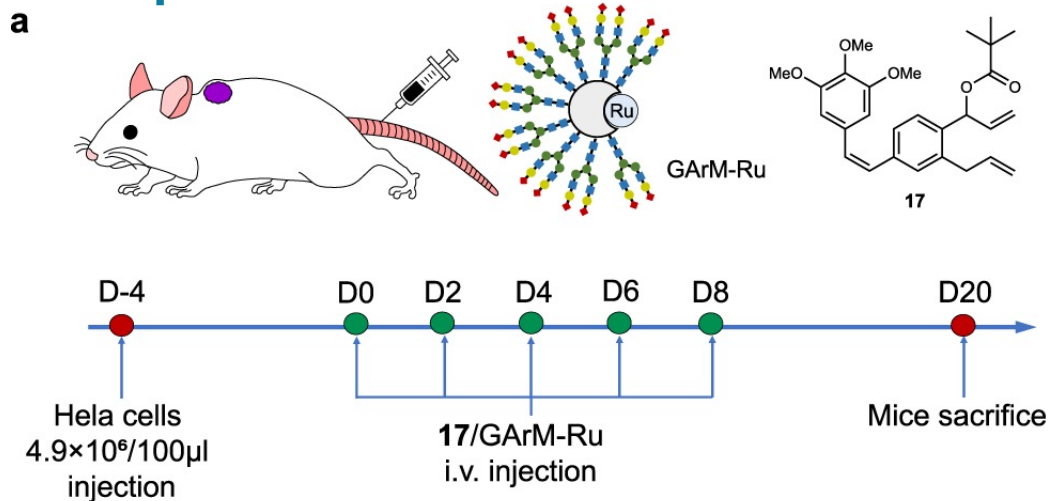 a
OMe
MeO
OMe
O
O
Ru
GArM-Ru
17
D-4
D0
D2
D4
D6
D8
D20
Hela cells
4.9×10⁶/100μl
injection
17/GArM-Ru
i.v. injection
Mice sacrifice